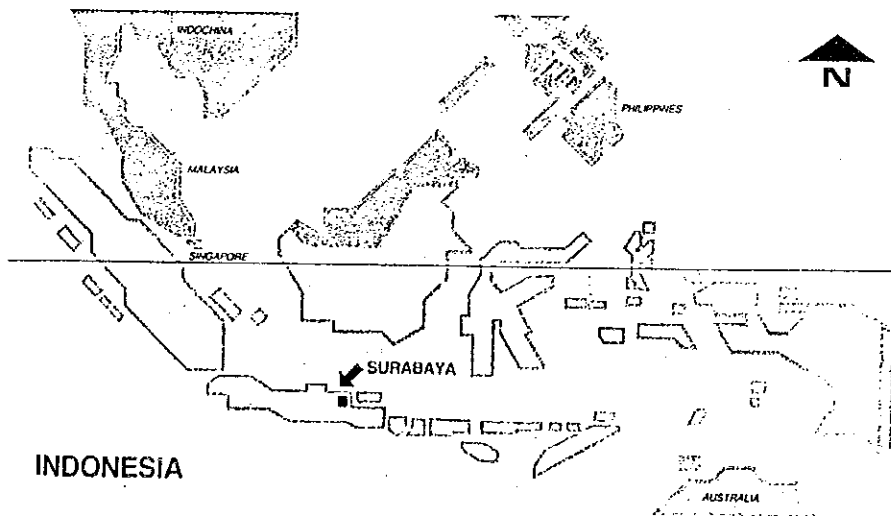 INDOCHINA
N
PHILIPPINES
MALAYSIA
SINGAPORE
SURABAYA
INDONESIA
AUSTRALIA